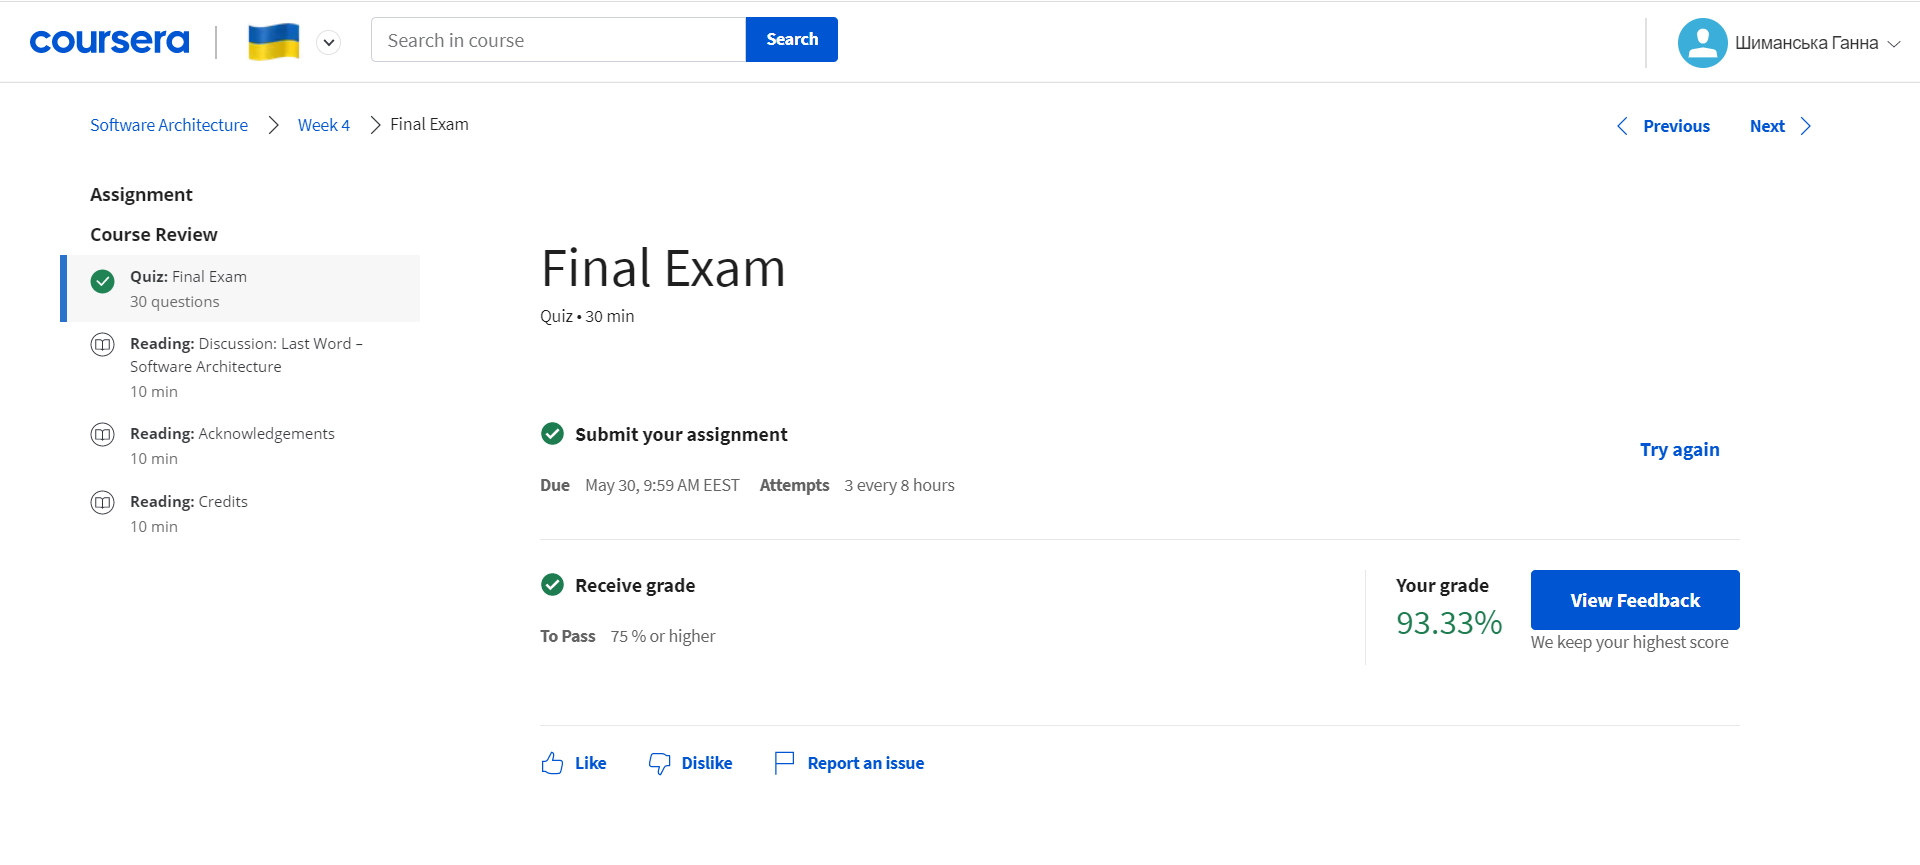 coursera
Search in course
Search
Шиманська Ганна
Software Architecture
Week 4
Final Exam
Previous
Next
Assignment
Course Review
Quiz: Final Exam
30 questions
Reading: Discussion: Last Word –
Software Architecture
10 min
Reading: Acknowledgements
10 min
Reading: Credits
10 min
Final Exam
Quiz • 30 min
Submit your assignment
Try again
Due May 30, 9:59 AM EEST Attempts 3 every 8 hours
Receive grade
To Pass 75 % or higher
Your grade
93.33%
View Feedback
We keep your highest score
Like
Dislike
Report an issue